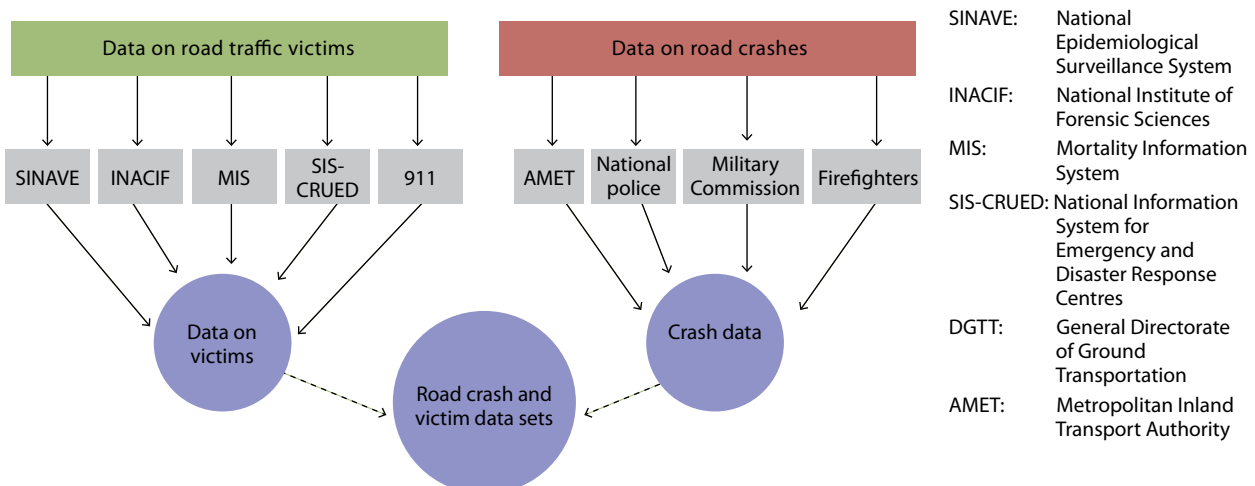 Data on road traffic victims
Data on road crashes
SINAVE
INACIF
MIS
SIS-
CRUED
911
AMET
National
police
Military
Commission
Firefighters
Data on
victims
Crash data
Road crash and
victim data sets
SINAVE: National
Epidemiological
Surveillance System
INACIF: National Institute of
Forensic Sciences
MIS: Mortality Information
System
SIS-CRUED: National Information
System for
Emergency and
Disaster Response
Centres
DGTT: General Directorate
of Ground
Transportation
AMET: Metropolitan Inland
Transport Authority